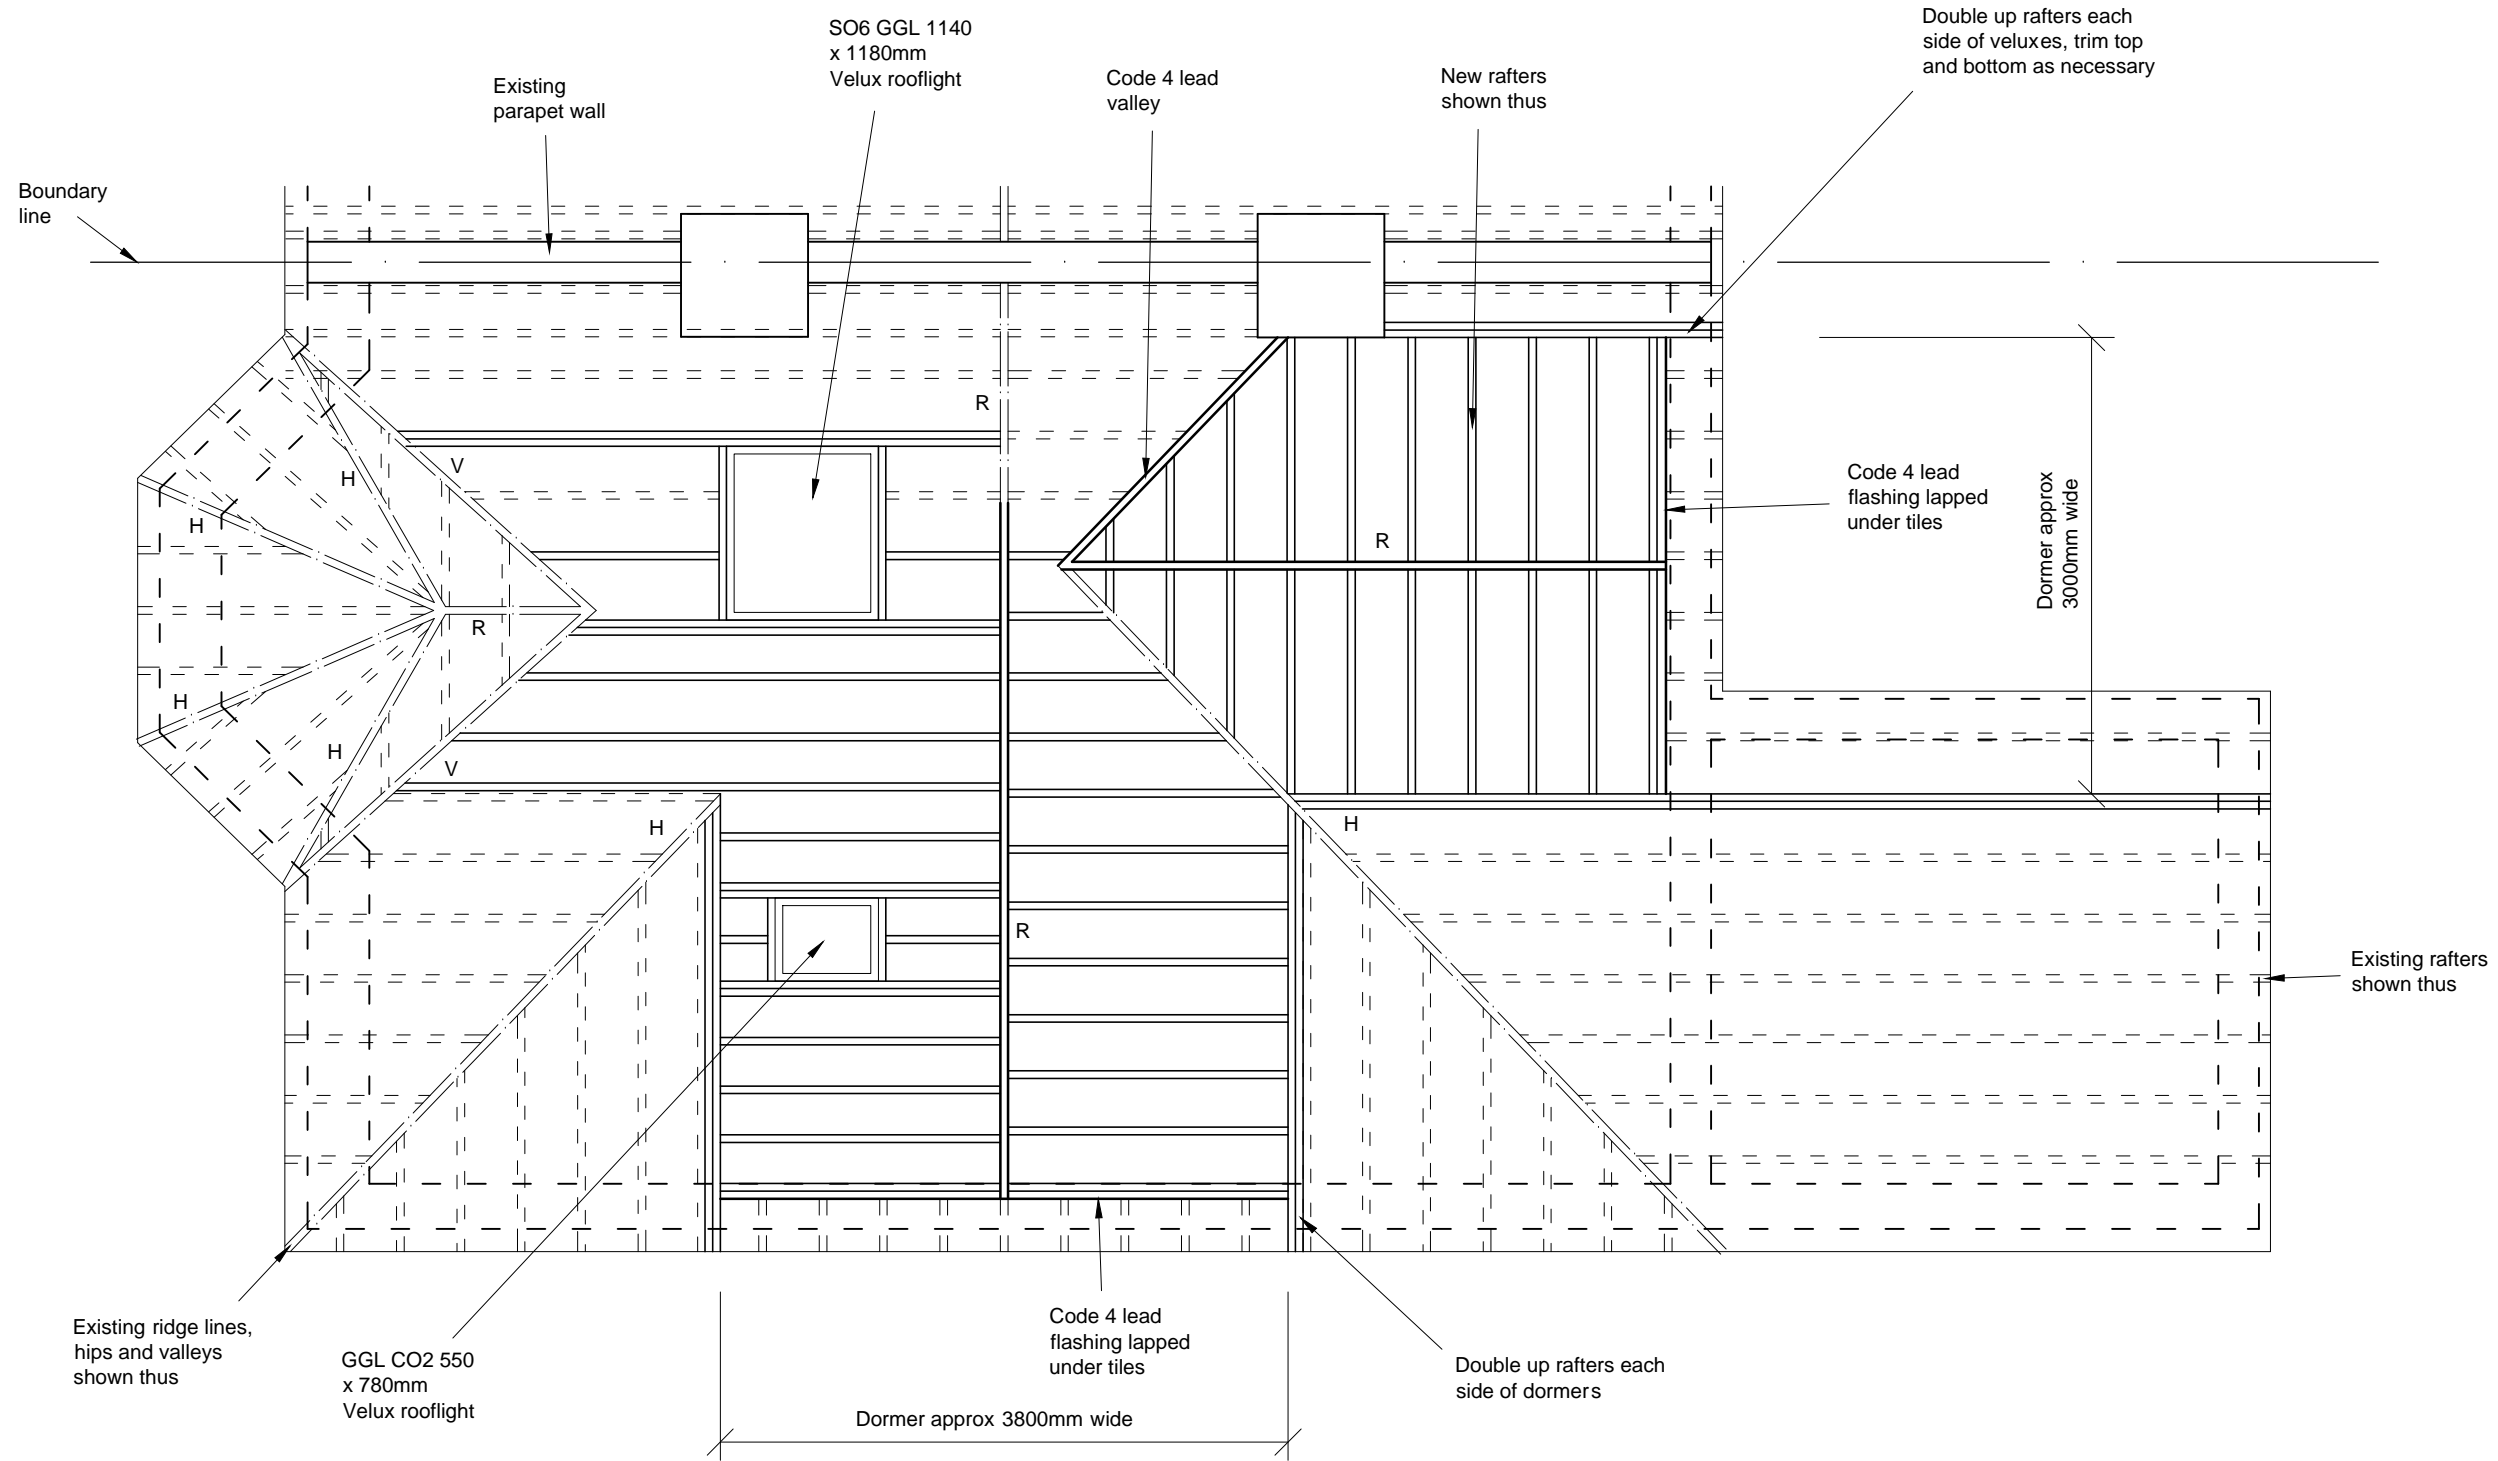 Double up rafters each
side of veluxes, trim top
and bottom as necessary
SO6 GGL 1140
x 1180mm
Velux rooflight
Code 4 lead
valley
New rafters
shown thus
Existing
parapet wall
Boundary
line
R
V
H
H
R
Code 4 lead
flashing lapped
under tiles
Dormer approx
3000mm wide
R
H
H
V
H
H
R
Existing rafters
shown thus
Existing ridge lines,
hips and valleys
shown thus
GGL CO2 550
x 780mm
Velux rooflight
Code 4 lead
flashing lapped
under tiles
Double up rafters each
side of dormers
Dormer approx 3800mm wide